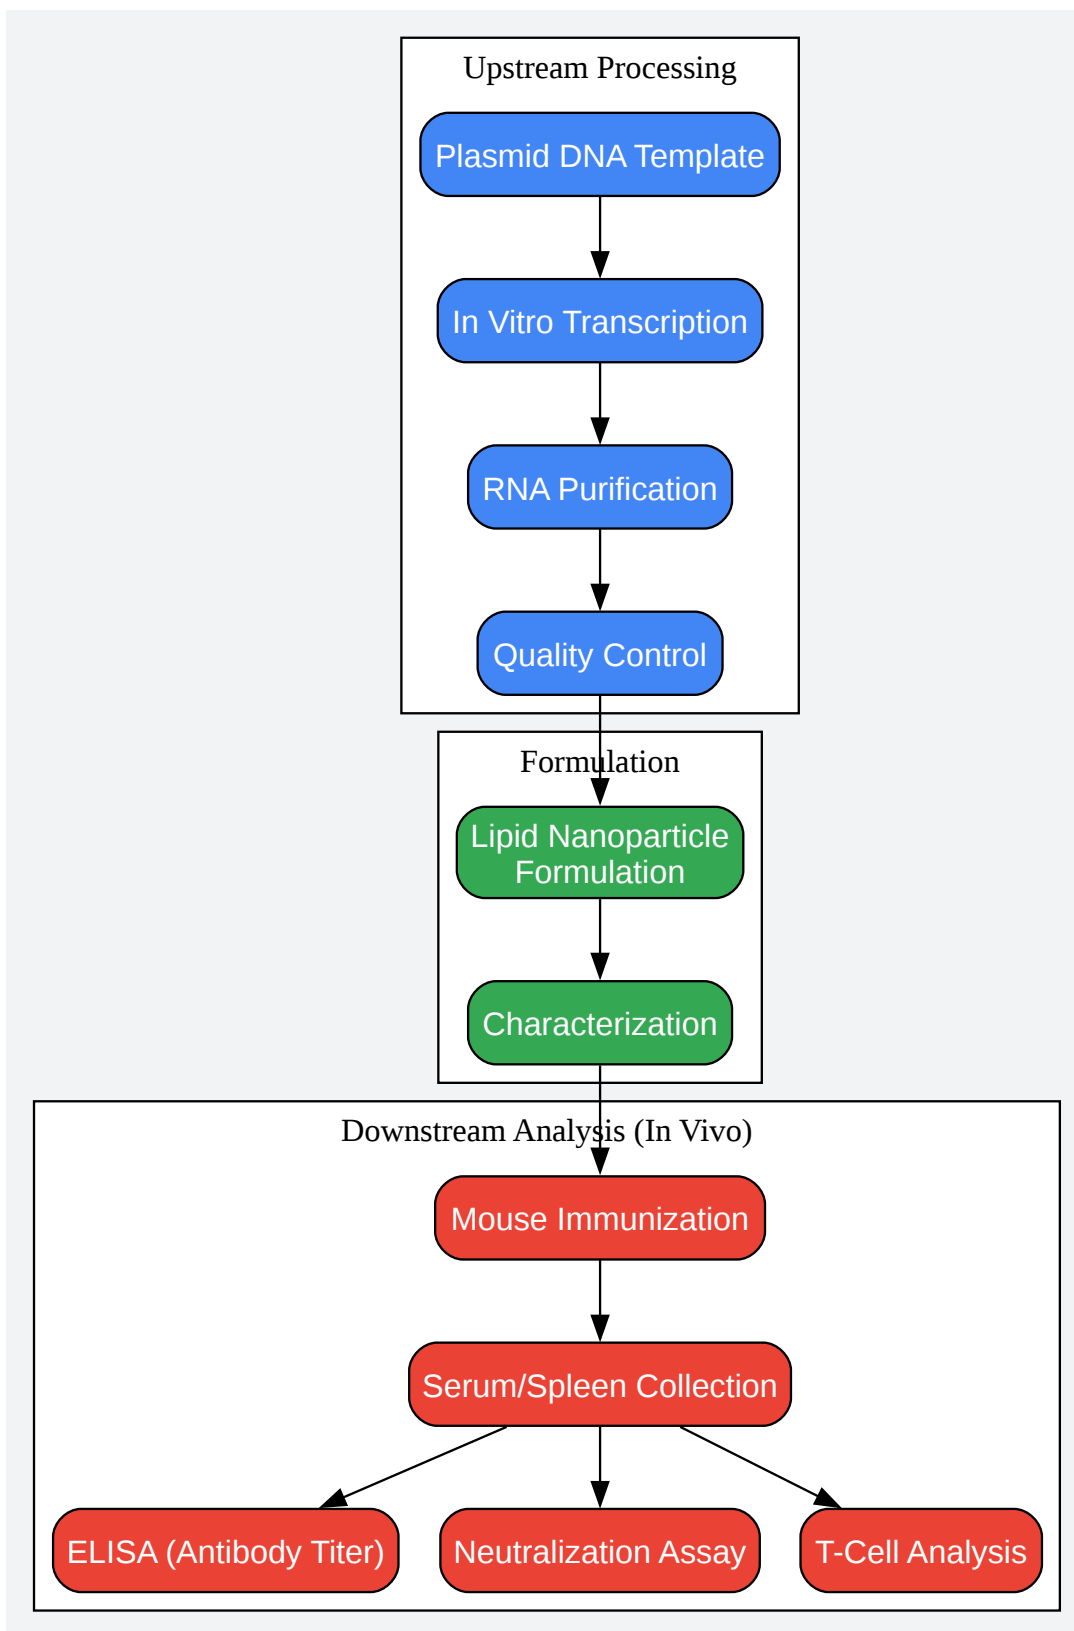 Upstream Processing
Plasmid DNA Template
In Vitro Transcription
RNA Purification
Quality Control
Formulation
Lipid Nanoparticle
Formulation
Characterization
Downstream Analysis (In Vivo)
Mouse Immunization
Serum/Spleen Collection
ELISA (Antibody Titer)
Neutralization Assay
T-Cell Analysis